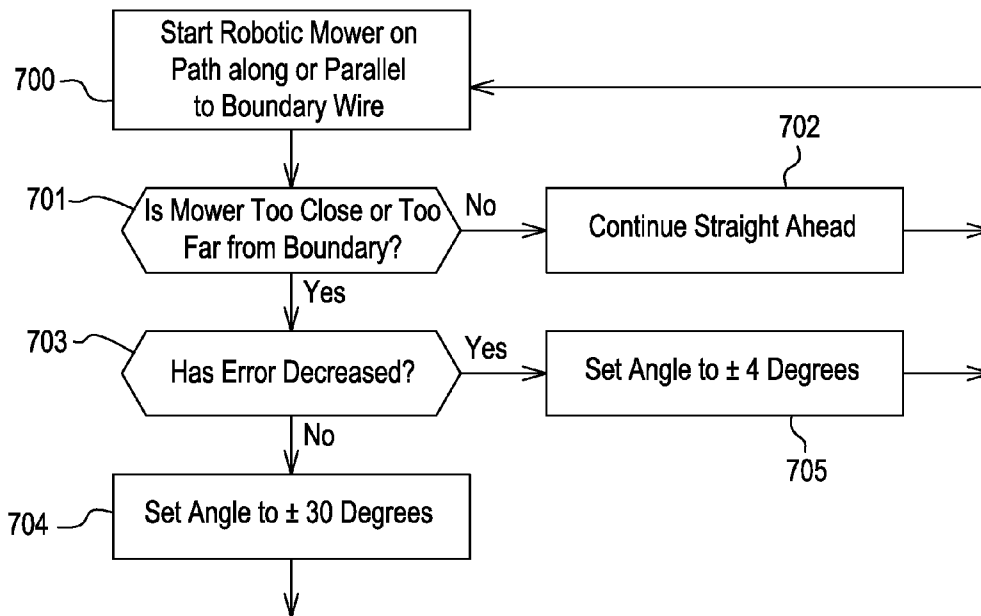 Start Robotic Mower on
Path along or Parallel
to Boundary Wire
700
702
701
Is Mower Too Close or Too
Far from Boundary?
No
Continue Straight Ahead
Yes
703
Has Error Decreased?
Yes
Set Angle to ± 4 Degrees
No
705
704
Set Angle to ± 30 Degrees